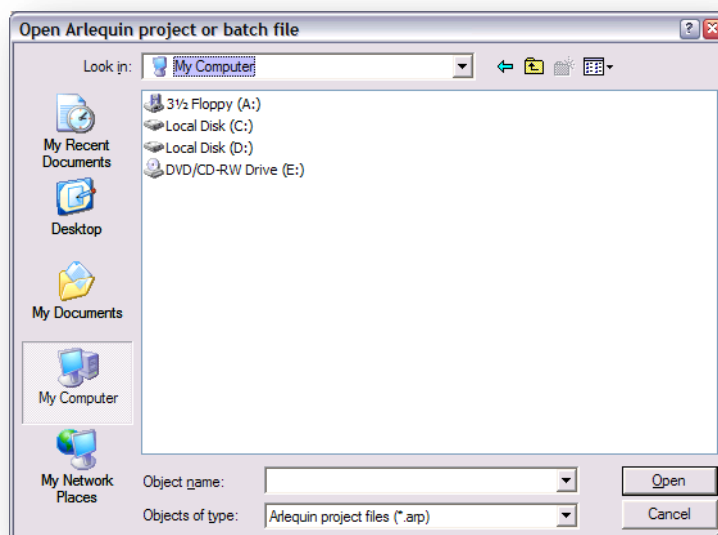 Open Arlequin project or batch file
Look in:
My Computer
3½ Floppy (A:)
Local Disk (C:)
Local Disk (D:)
DVD/CD-RW Drive (E:)
My Recent
Documents
Desktop
My Documents
My Computer
My Network
Places
Object name:
Open
Objects of type:
Arlequin project files (*.arp)
Cancel